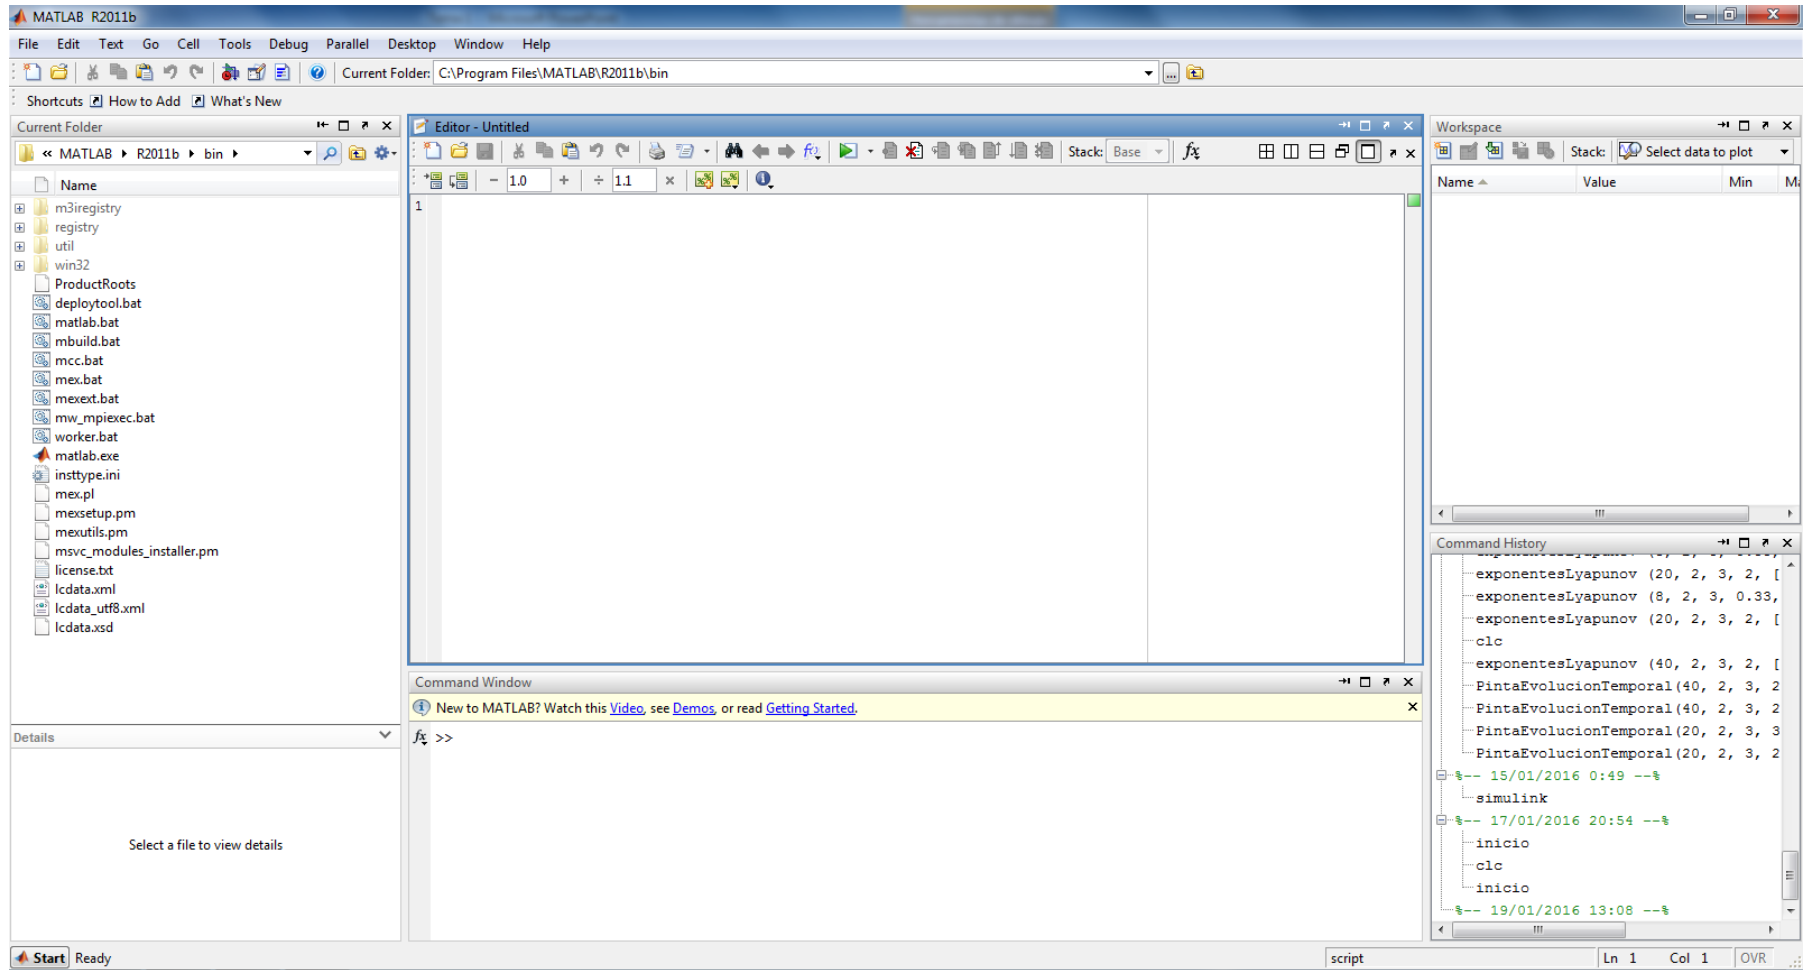 MATLAB R2011b
File Edit Text Go Cell Tools Debug Parallel Desktop Window Help
Current Folder: C:\Program Files\MATLAB\R2011b\bin
Shortcuts How to Add What's New
Current Folder
« MATLAB R2011b bin
Name
m3iregistry
registry
util
win32
ProductRoots
deploytool.bat
matlab.bat
mbuild.bat
mcc.bat
mex.bat
mexext.bat
mw_mpiexec.bat
worker.bat
matlab.exe
insttype.ini
mex.pl
mexsetup.pm
mexutils.pm
msvc_modules_installer.pm
license.txt
lcdata.xml
lcdata_utf8.xml
lcdata.xsd
Details
Select a file to view details
Editor - Untitled
Stack: Base fx
− 1.0 + ÷ 1.1 ×
1
Command Window
New to MATLAB? Watch this Video, see Demos, or read Getting Started.
fx >>
Workspace
Stack: Select data to plot
Name Value Min Ma
Command History
exponentesLyapunov (20, 2, 3, 2, [
exponentesLyapunov (8, 2, 3, 0.33,
exponentesLyapunov (20, 2, 3, 2, [
clc
exponentesLyapunov (40, 2, 3, 2, [
PintaEvolucionTemporal(40, 2, 3, 2
PintaEvolucionTemporal(40, 2, 3, 2
PintaEvolucionTemporal(20, 2, 3, 3
PintaEvolucionTemporal(20, 2, 3, 2
%-- 15/01/2016 0:49 --%
simulink
%-- 17/01/2016 20:54 --%
inicio
clc
inicio
%-- 19/01/2016 13:08 --%
Start Ready
script Ln 1 Col 1 OVR